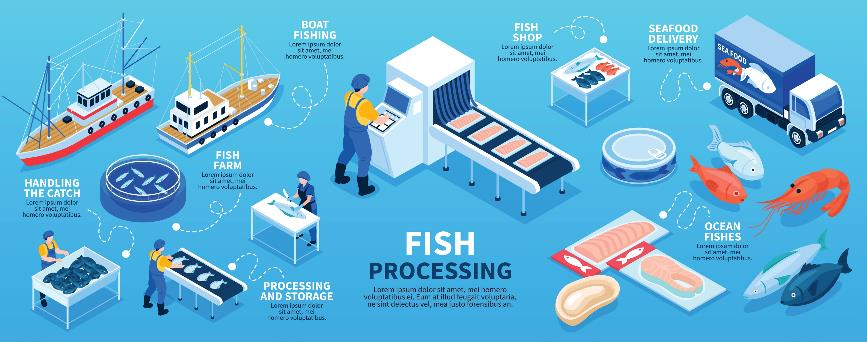 BOAT
FISHING
Lorem ipsum dolor
sit amet, mei
homero voluptatibus.
FISH
SHOP
Lorem ipsum dolor
sit amet, mei
homero voluptatibus.
SEAFOOD
DELIVERY
Lorem ipsum dolor
sit amet, mei
homero voluptatibus.
SEA FOOD
FISH
FARM
Lorem ipsum dolor
sit amet, mei
homero voluptatibus.
HANDLING
THE CATCH
Lorem ipsum dolor
sit amet, mei
homero voluptatibus.
OCEAN
FISHES
Lorem ipsum dolor
sit amet, mei
homero voluptatibus.
FISH
PROCESSING
Lorem ipsum dolor sit amet, mei homero
voluptatibus ei. Eum at illud feugait voluptaria,
ne sint delectus vel, mea justo forensibus an.
PROCESSING
AND STORAGE
Lorem ipsum dolor
sit amet, mei
homero voluptatibus.